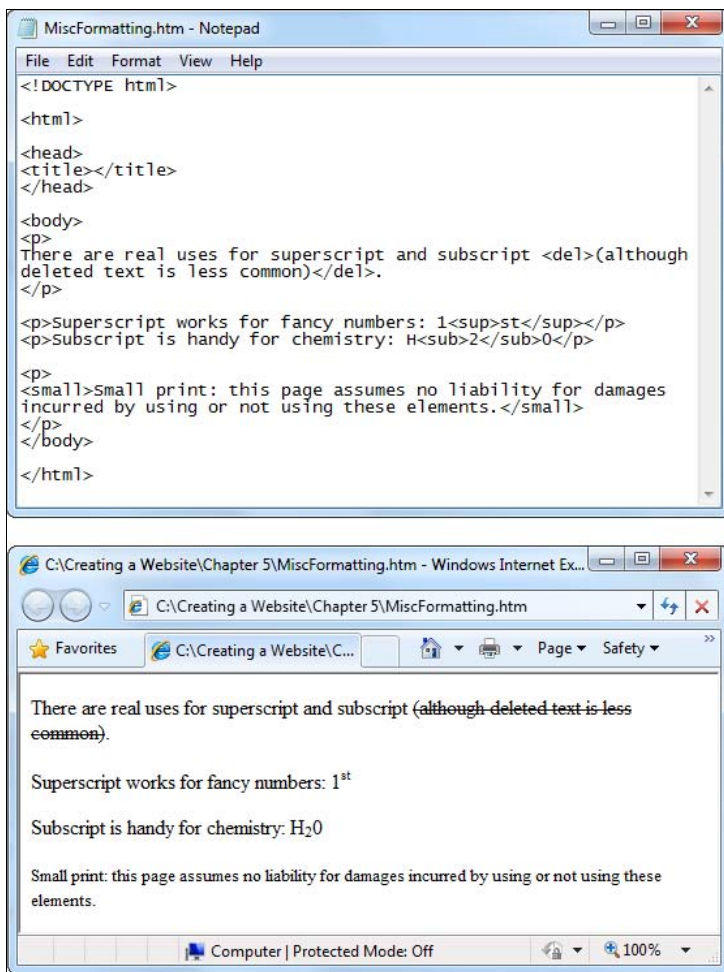 MiscFormatting.htm - Notepad
File Edit Format View Help
<!DOCTYPE html>
<html>
<head>
<title></title>
</head>
<body>
<p>
There are real uses for superscript and subscript <del>(although
deleted text is less common)</del>.
</p>
<p>Superscript works for fancy numbers: 1<sup>st</sup></p>
<p>Subscript is handy for chemistry: H<sub>2</sub>0</p>
<p>
<small>Small print: this page assumes no liability for damages
incurred by using or not using these elements.</small>
</p>
</body>
</html>
C:\Creating a Website\Chapter 5\MiscFormatting.htm - Windows Internet Ex...
C:\Creating a Website\Chapter 5\MiscFormatting.htm
Favorites C:\Creating a Website\C... Page Safety »
There are real uses for superscript and subscript (although deleted text is less
common).
Superscript works for fancy numbers: 1st
Subscript is handy for chemistry: H20
Small print: this page assumes no liability for damages incurred by using or not using these
elements.
Computer | Protected Mode: Off 100%